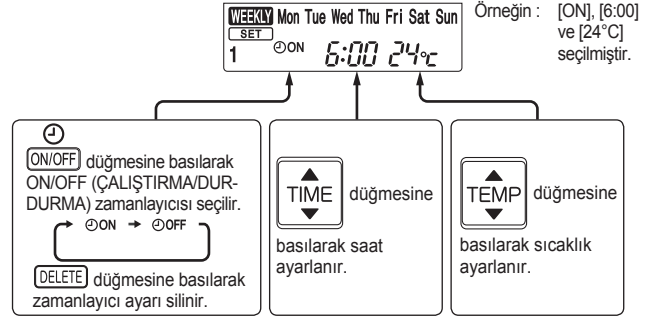 WEEKLY Mon Tue Wed Thu Fri Sat Sun
SET
1 ON 6:00 24°C
Örneğin : [ON], [6:00]
ve [24°C]
seçilmiştir.
ON/OFF düğmesine basılarak
ON/OFF (ÇALIŞTIRMA/DUR-
DURMA) zamanlayıcısı seçilir.
ON → OFF
DELETE düğmesine basılarak
zamanlayıcı ayarı silinir.
TIME düğmesine
basılarak saat
ayarlanır.
TEMP düğmesine
basılarak sıcaklık
ayarlanır.